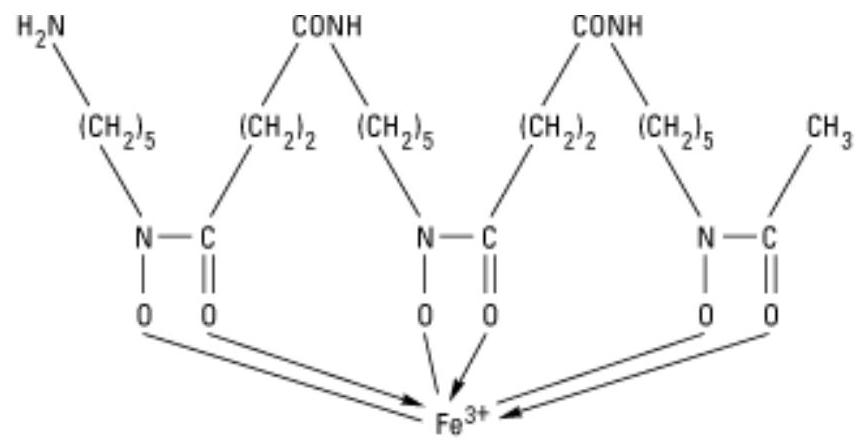 H₂N CONH CONH
(CH₂)₅ (CH₂)₂ (CH₂)₅ (CH₂)₂ (CH₂)₅ CH₃
N C N C N C
O O O O O O
Fe³⁺